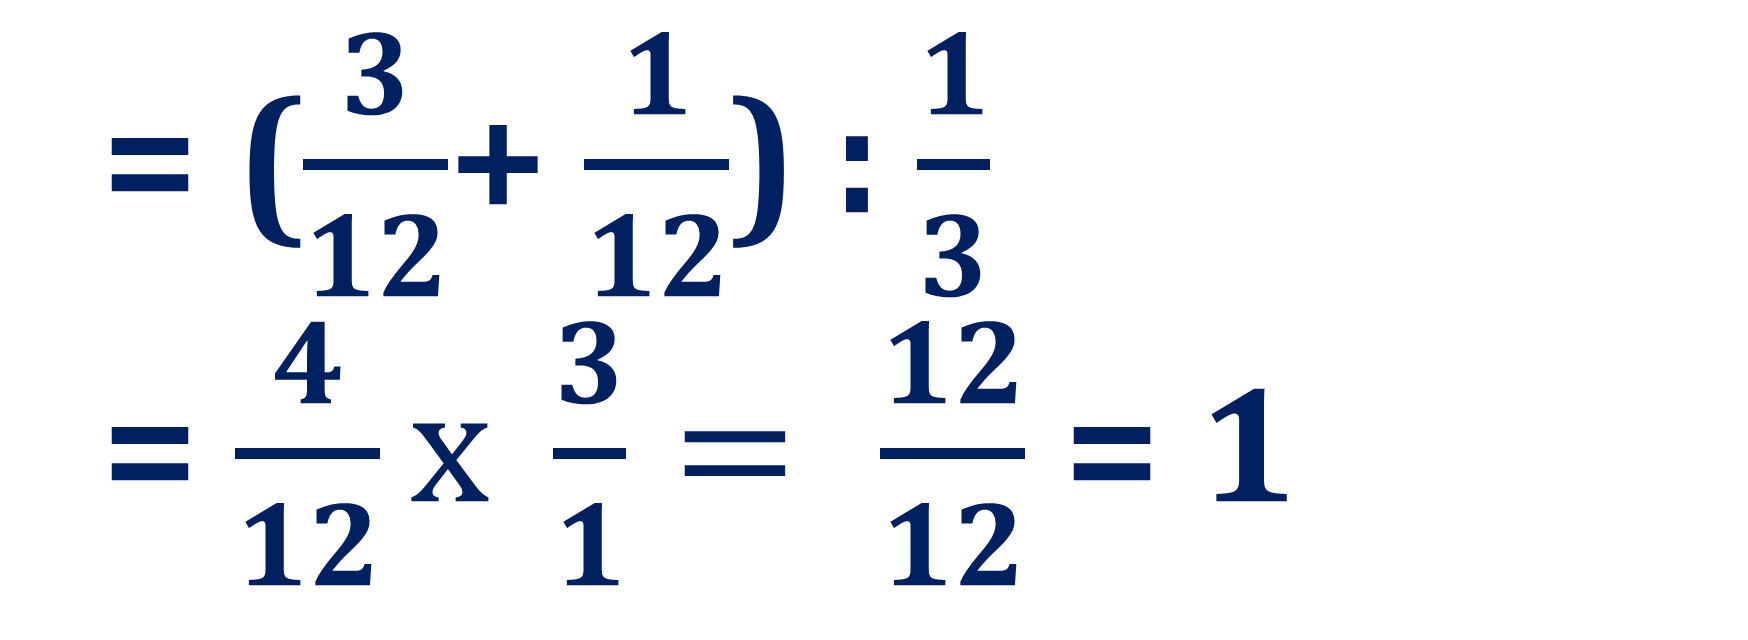 = (3/12 + 1/12) : 1/3
= 4/12 x 3/1 = 12/12 = 1